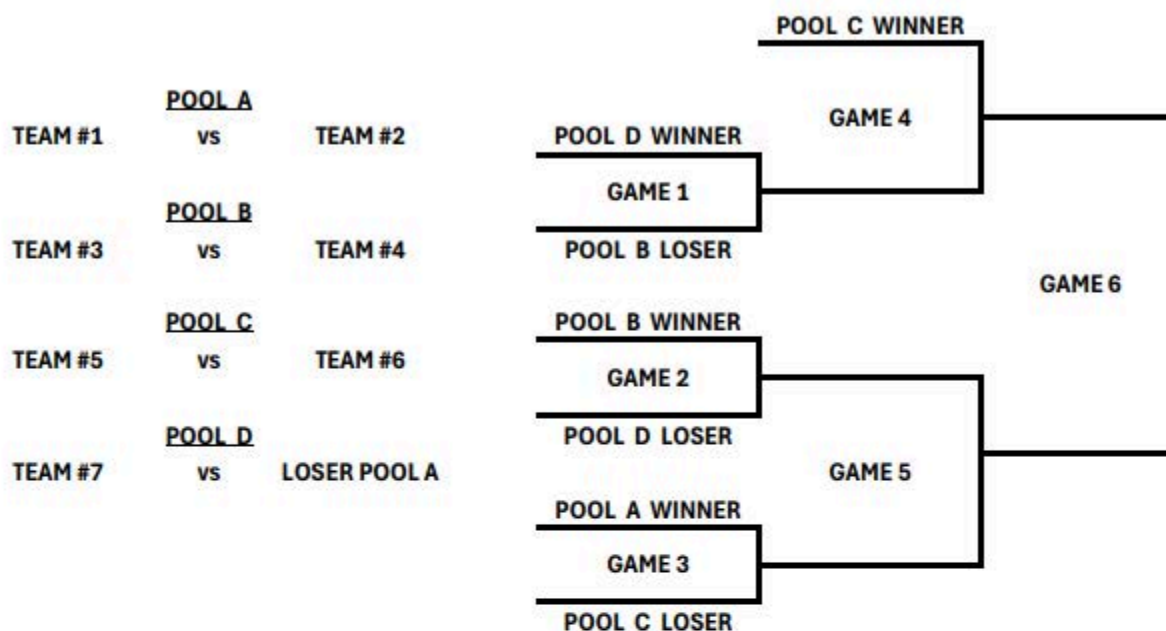 POOL A
TEAM #1 vs TEAM #2
POOL B
TEAM #3 vs TEAM #4
POOL C
TEAM #5 vs TEAM #6
POOL D
TEAM #7 vs LOSER POOL A
POOL D WINNER
GAME 1
POOL B LOSER
POOL B WINNER
GAME 2
POOL D LOSER
POOL A WINNER
GAME 3
POOL C LOSER
POOL C WINNER
GAME 4
GAME 5
GAME 6